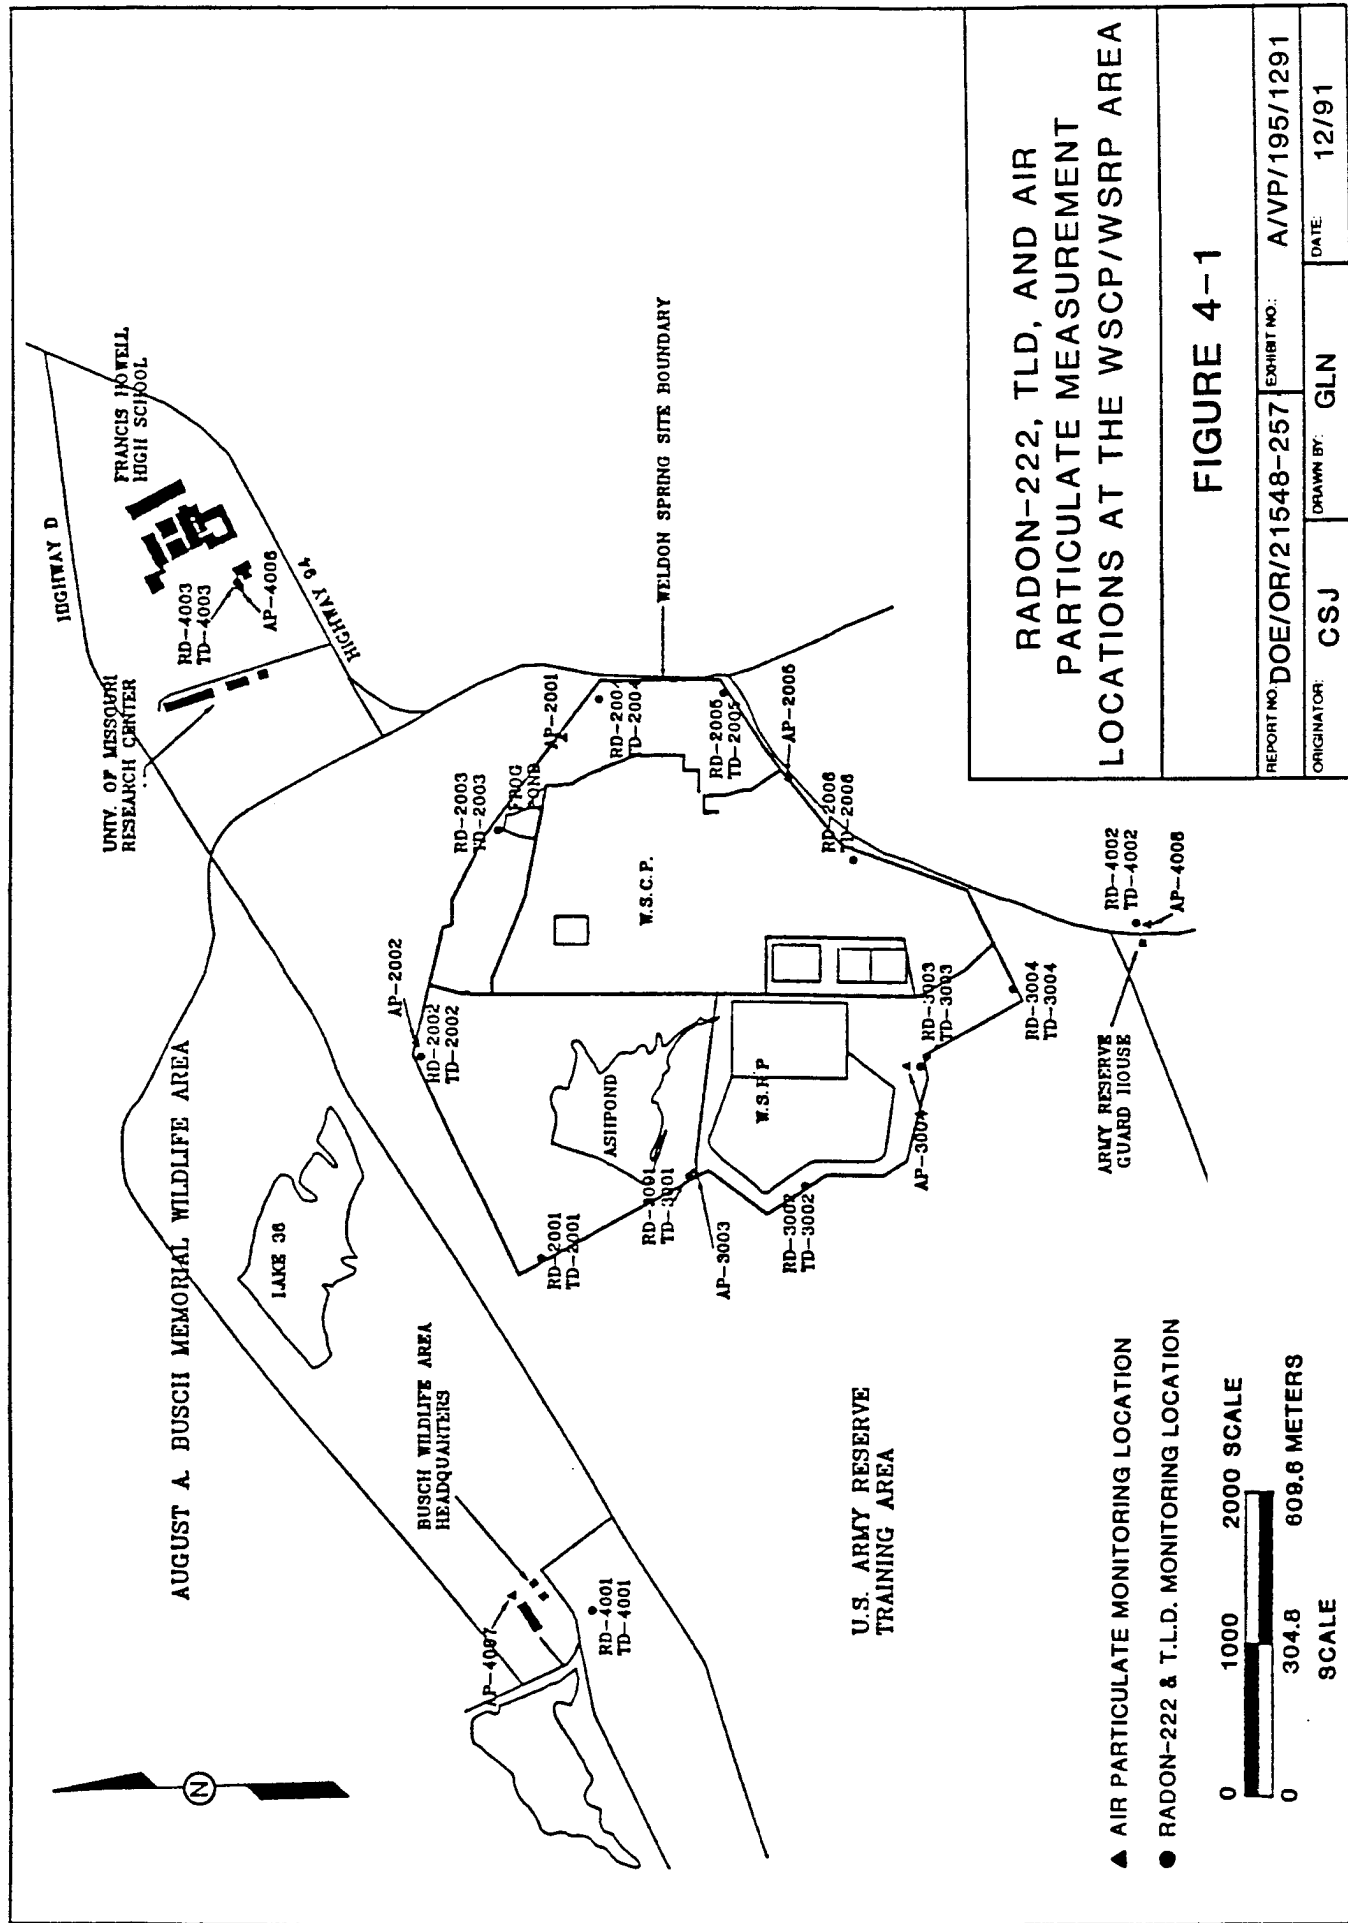 AUGUST A. BUSCH MEMORIAL WILDLIFE AREA
HIGHWAY D
FRANCIS HOWELL
HIGH SCHOOL
UNIV. OF MISSOURI
RESEARCH CENTER
RD-4003
TD-4003
AP-4006
HIGHWAY 94
LAKE 36
N
BUSCH WILDLIFE AREA
HEADQUARTERS
AP-4007
RD-4001
TD-4001
AP-2002
RD-2002
TD-2002
RD-2003
TD-2003
FROG
POND
AP-2001
RD-2004
TD-2004
WELDON SPRING SITE BOUNDARY
RD-2001
TD-2001
ASHPOND
W.S.C.P.
RD-2005
TD-2005
AP-2005
RD-3001
TD-3001
AP-3003
W.S.R.P
RD-3002
TD-3002
RD-2006
TD-2006
AP-3004
RD-3003
TD-3003
RD-3004
TD-3004
U.S. ARMY RESERVE
TRAINING AREA
ARMY RESERVE
GUARD HOUSE
RD-4002
TD-4002
AP-4008
▲ AIR PARTICULATE MONITORING LOCATION
● RADON-222 & T.L.D. MONITORING LOCATION
0 1000 2000 SCALE
0 304.8 609.6 METERS
SCALE
RADON-222, TLD, AND AIR
PARTICULATE MEASUREMENT
LOCATIONS AT THE WSCP/WSRP AREA
FIGURE 4-1
REPORT NO.: DOE/OR/21548-257 EXHIBIT NO.: A/VP/195/1291
ORIGINATOR: CSJ DRAWN BY: GLN DATE: 12/91